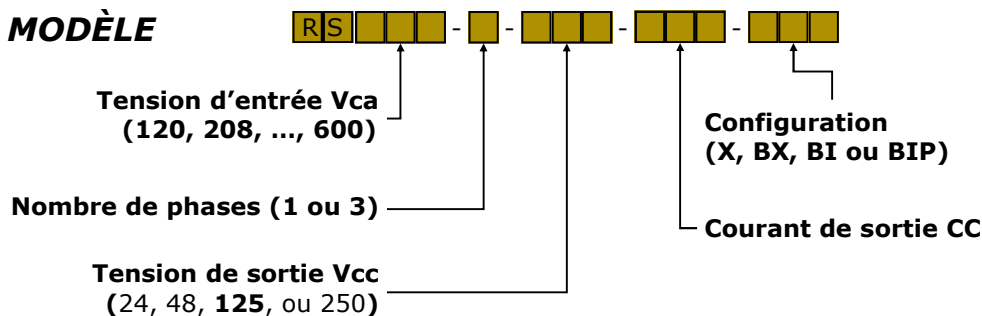 MODÈLE
RS - - - -
Tension d’entrée Vca
(120, 208, ..., 600)
Configuration
(X, BX, BI ou BIP)
Nombre de phases (1 ou 3)
Courant de sortie CC
Tension de sortie Vcc
(24, 48, 125, ou 250)